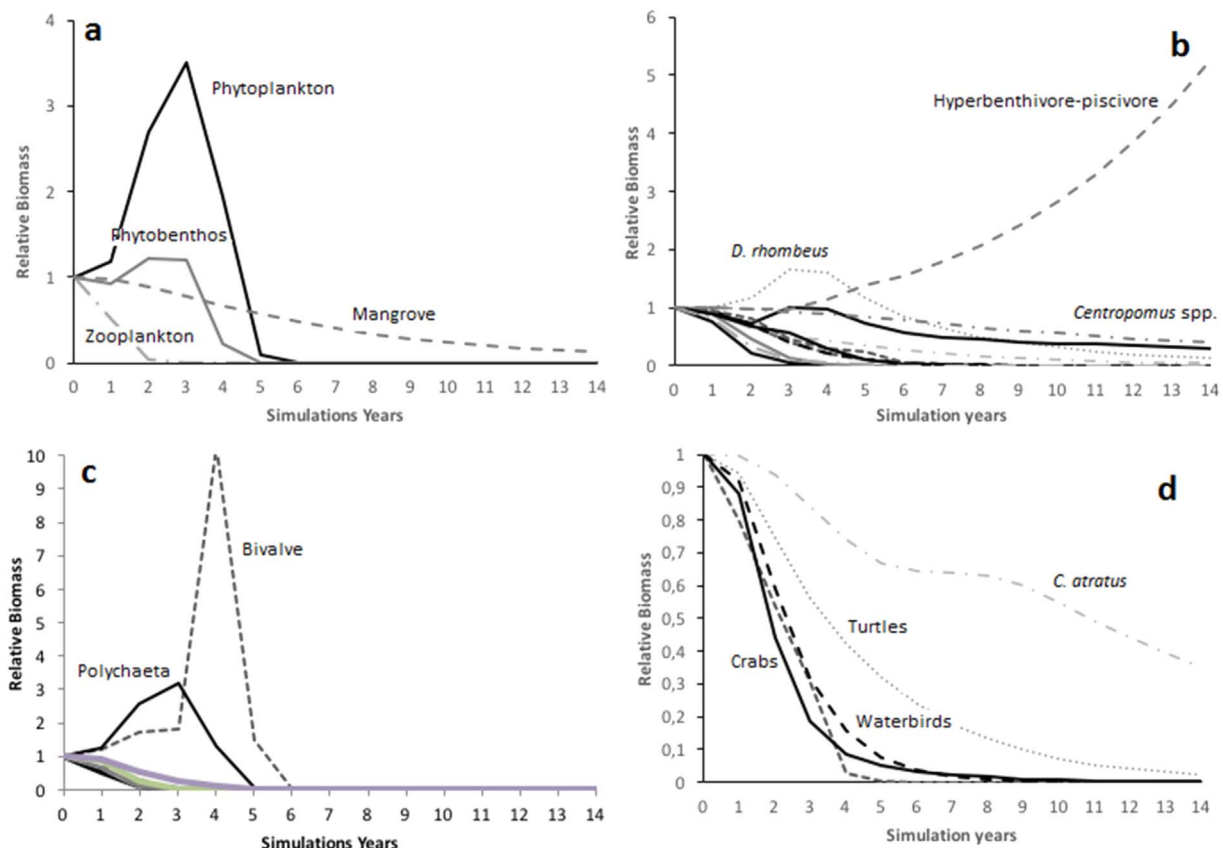 a
4
3
2
1
0
Relative Biomass
Phytoplankton
Phytobenthos
Zooplankton
Mangrove
0 1 2 3 4 5 6 7 8 9 10 11 12 13 14
Simulations Years
b
6
5
4
3
2
1
0
Relative Biomass
Hyperbenthivore-piscivore
D. rhombeus
Centropomus spp.
0 1 2 3 4 5 6 7 8 9 10 11 12 13 14
Simulation years
c
10
9
8
7
6
5
4
3
2
1
0
Relative Biomass
Bivalve
Polychaeta
0 1 2 3 4 5 6 7 8 9 10 11 12 13 14
Simulations Years
d
1
0,9
0,8
0,7
0,6
0,5
0,4
0,3
0,2
0,1
0
Relative Biomass
C. atratus
Turtles
Crabs
Waterbirds
0 1 2 3 4 5 6 7 8 9 10 11 12 13 14
Simulation years